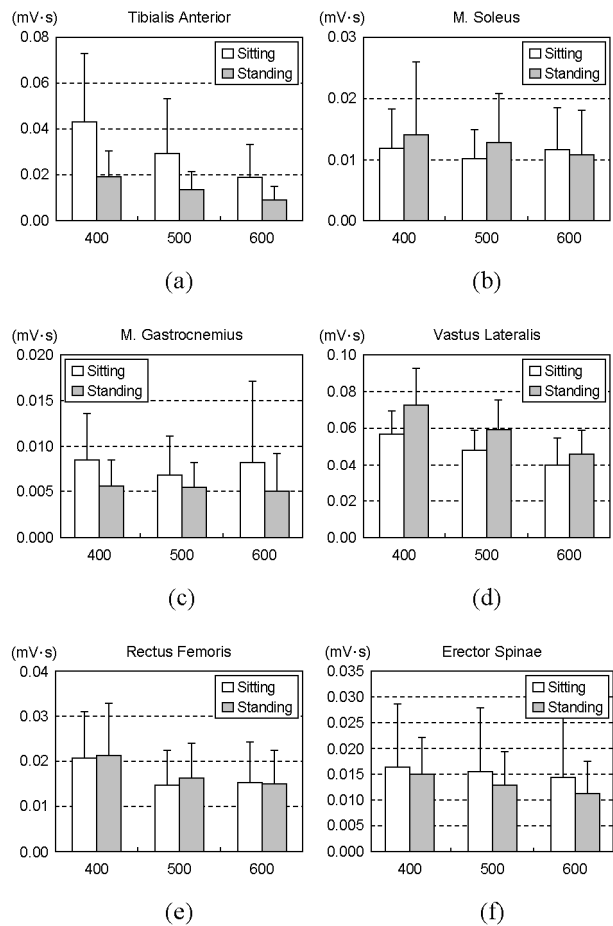 (mV·s) Tibialis Anterior
0.08
0.06
0.04
0.02
0.00
Sitting
Standing
400 500 600
(a)
(mV·s) M. Soleus
0.03
0.02
0.01
0.00
Sitting
Standing
400 500 600
(b)
(mV·s) M. Gastrocnemius
0.020
0.015
0.010
0.005
0.000
Sitting
Standing
400 500 600
(c)
(mV·s) Vastus Lateralis
0.10
0.08
0.06
0.04
0.02
0.00
Sitting
Standing
400 500 600
(d)
(mV·s) Rectus Femoris
0.04
0.03
0.02
0.01
0.00
Sitting
Standing
400 500 600
(e)
(mV·s) Erector Spinae
0.035
0.030
0.025
0.020
0.015
0.010
0.005
0.000
Sitting
Standing
400 500 600
(f)